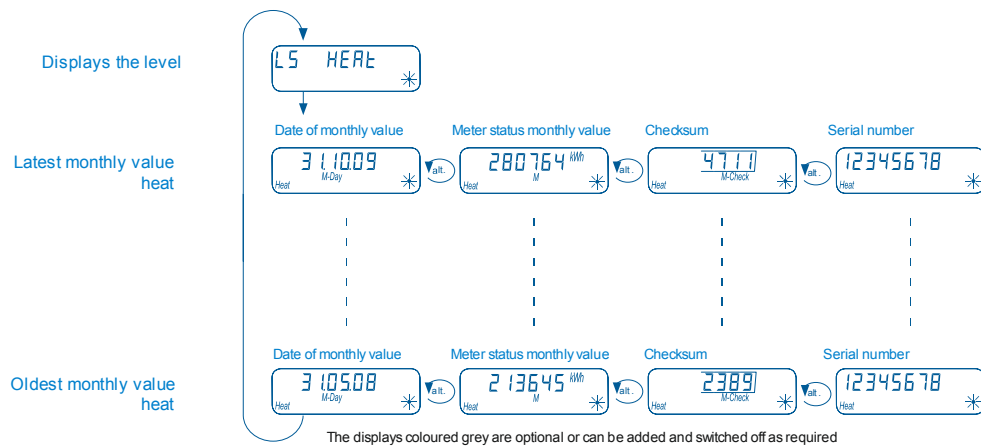 Displays the level
L5 HEAt
Date of monthly value Meter status monthly value Checksum Serial number
Latest monthly value
heat
31.10.09 M-Day Heat alt. 280764 kWh M Heat alt. 4711 M-Check Heat alt. 12345678 Heat
Date of monthly value Meter status monthly value Checksum Serial number
Oldest monthly value
heat
31.05.08 M-Day Heat alt. 213645 kWh M Heat alt. 2389 M-Check Heat alt. 12345678 Heat
The displays coloured grey are optional or can be added and switched off as required